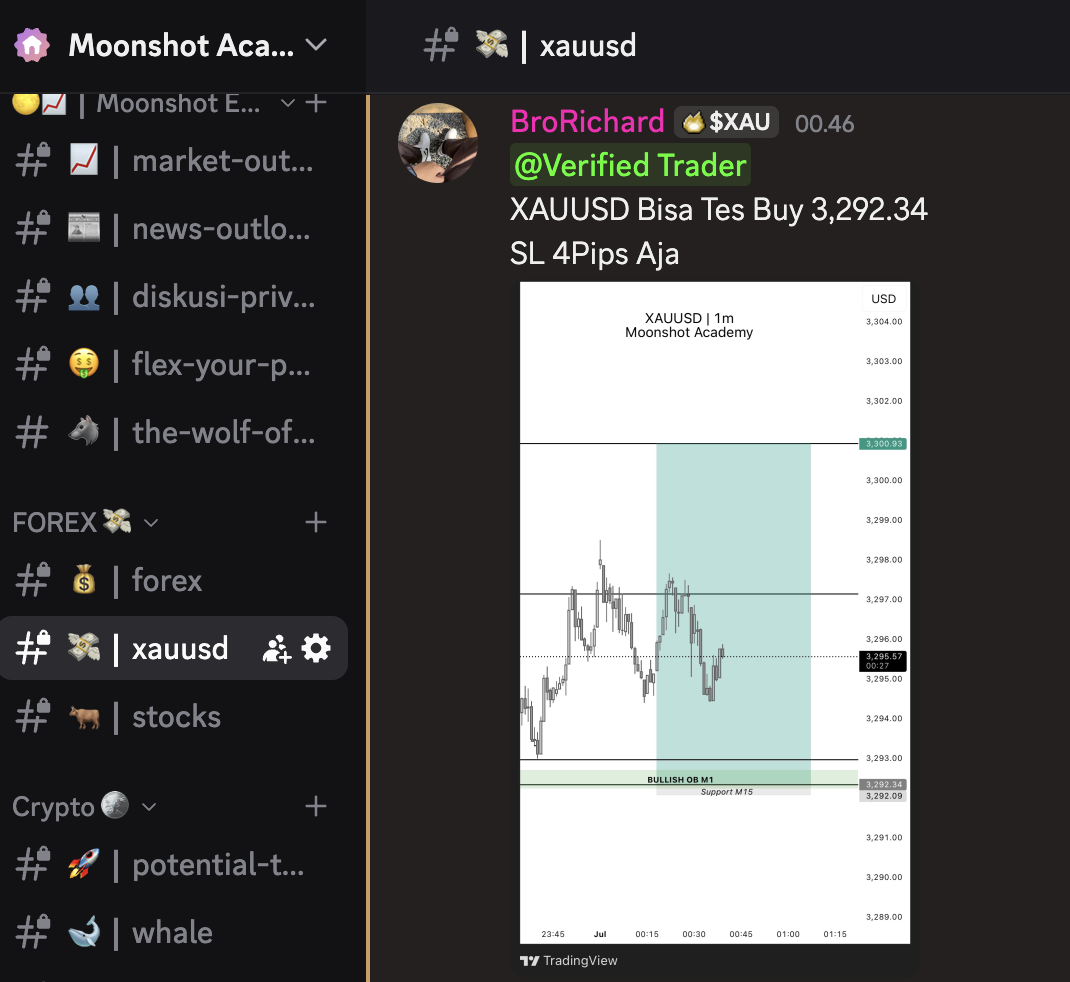 Moonshot Aca...
| Moonshot E...
| market-out...
| news-outlo...
| diskusi-priv...
| flex-your-p...
| the-wolf-of...
FOREX
| forex
| xauusd
| stocks
Crypto
| potential-t...
| whale
| xauusd
BroRichard $XAU 00.46
@Verified Trader
XAUUSD Bisa Tes Buy 3,292.34
SL 4Pips Aja
XAUUSD | 1m
Moonshot Academy
USD
3,304.00
3,303.00
3,302.00
3,300.93
3,300.00
3,299.00
3,298.00
3,297.00
3,296.00
3,295.57
00:27
3,295.00
3,294.00
3,293.00
BULLISH OB M1
3,292.34
Support M15
3,292.09
3,291.00
3,290.00
3,289.00
23:45 Jul 00:15 00:30 00:45 01:00 01:15
TradingView